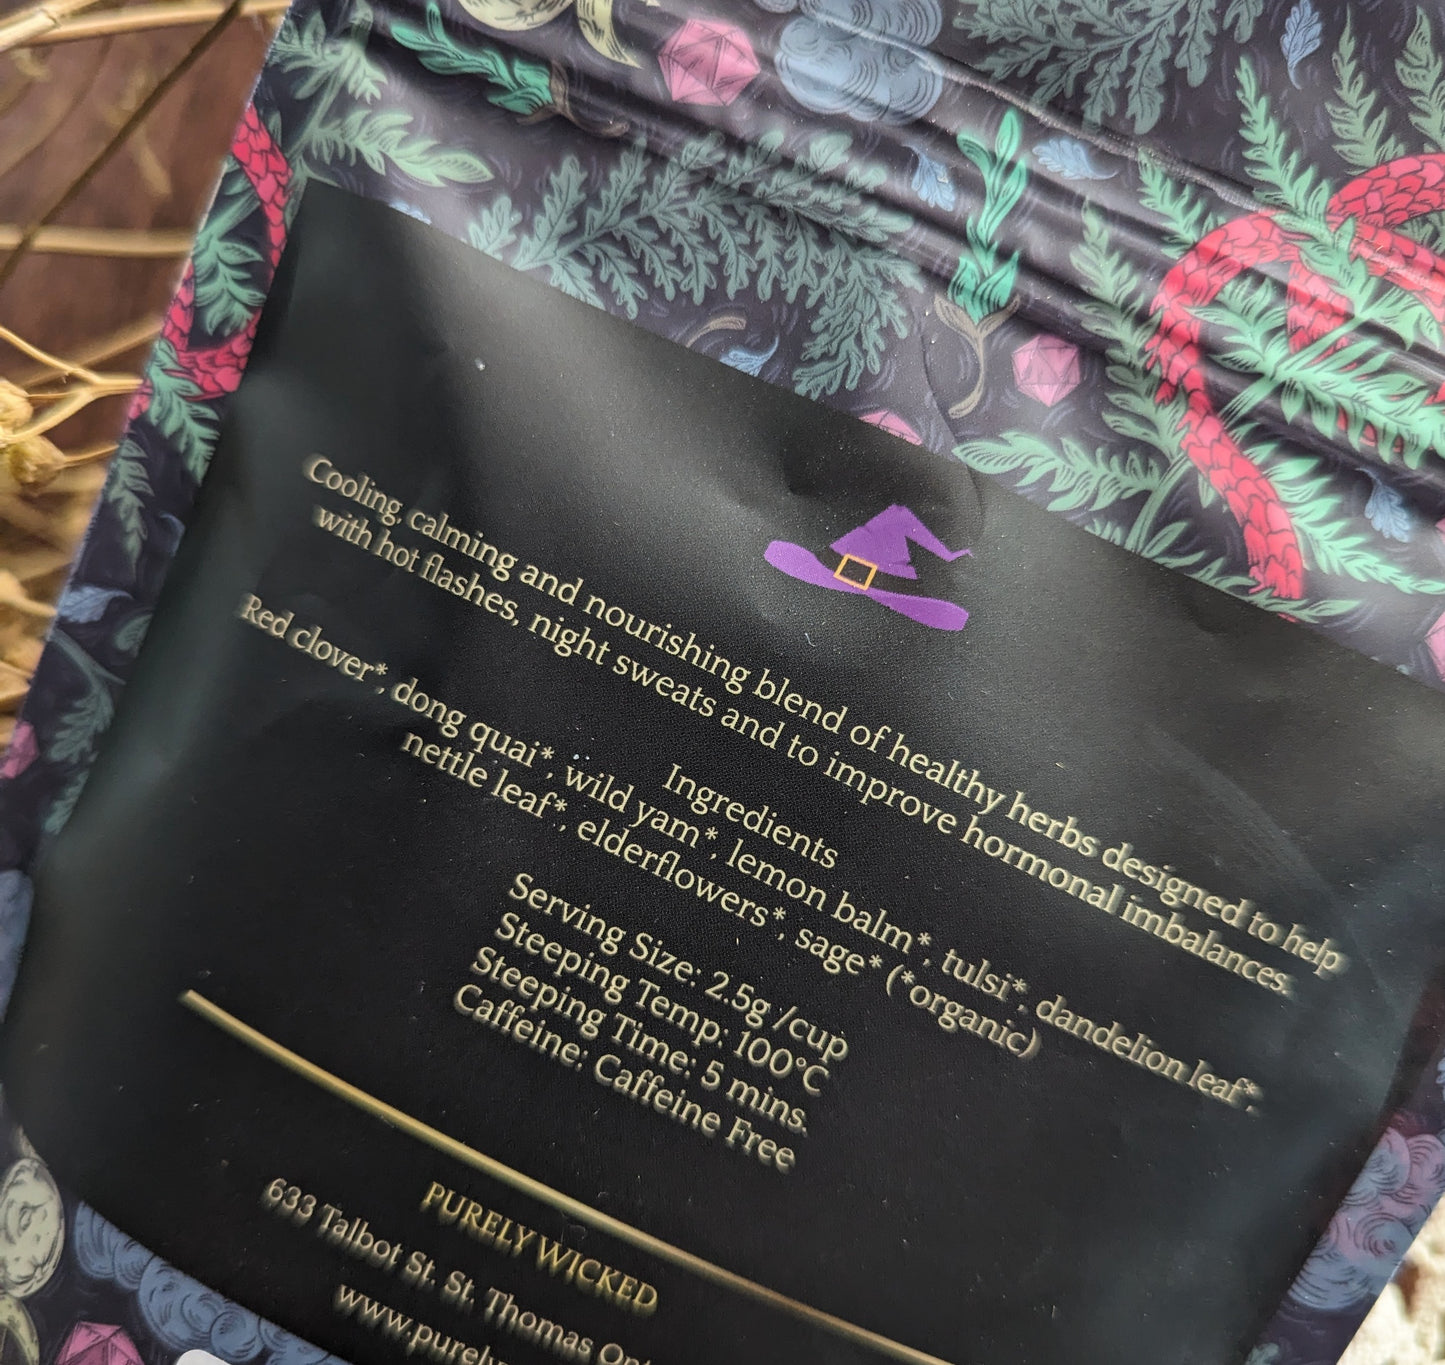 Cooling, calming and nourishing blend of healthy herbs designed to help
with hot flashes, night sweats and to improve hormonal imbalances.
Ingredients
Red clover*, dong quai*, wild yam*, lemon balm*, tulsi*, dandelion leaf*,
nettle leaf*, elderflowers*, sage* (*organic)
Serving Size: 2.5g /cup
Steeping Temp: 100°C
Steeping Time: 5 mins.
Caffeine: Caffeine Free
PURELY WICKED
633 Talbot St. St. Thomas